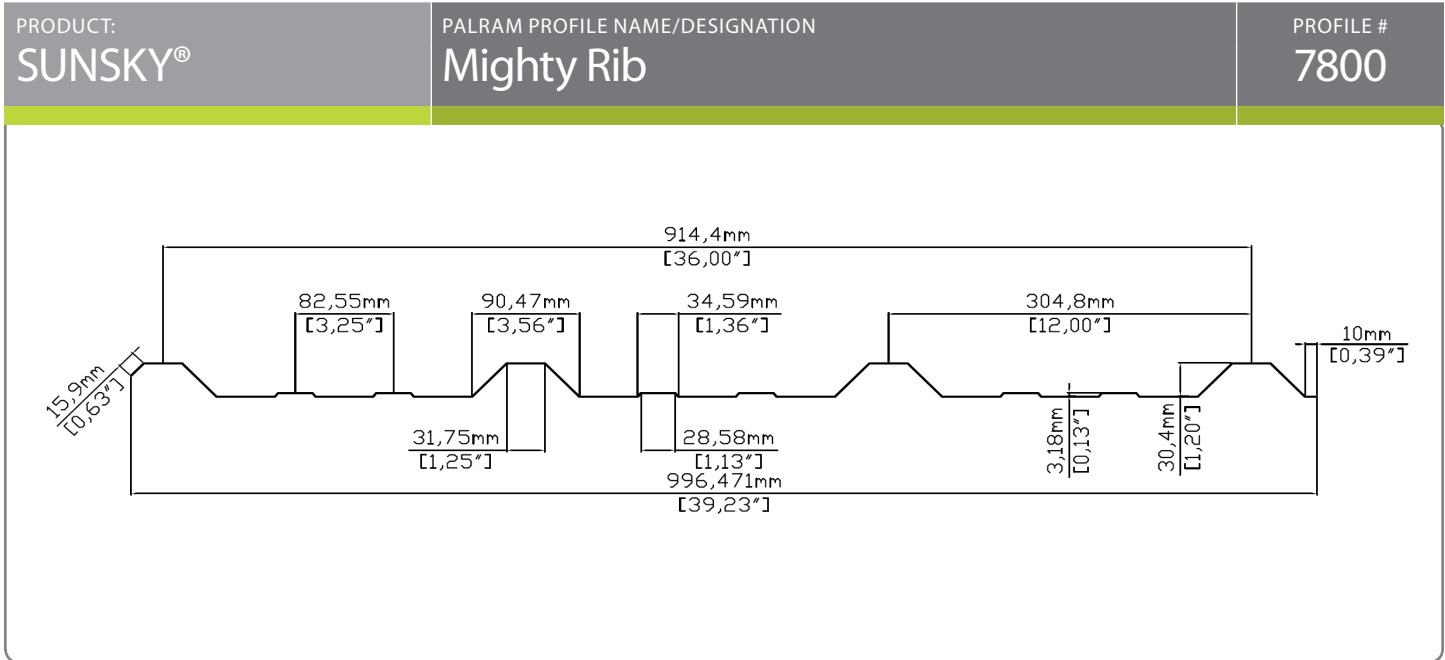 PRODUCT:
SUNSKY®
PALRAM PROFILE NAME/DESIGNATION
Mighty Rib
PROFILE #
7800
914,4mm
[36,00"]
82,55mm
[3,25"]
90,47mm
[3,56"]
34,59mm
[1,36"]
304,8mm
[12,00"]
10mm
[0,39"]
15,9mm
[0,63"]
31,75mm
[1,25"]
28,58mm
[1,13"]
3,18mm
[0,13"]
30,4mm
[1,20"]
996,471mm
[39,23"]